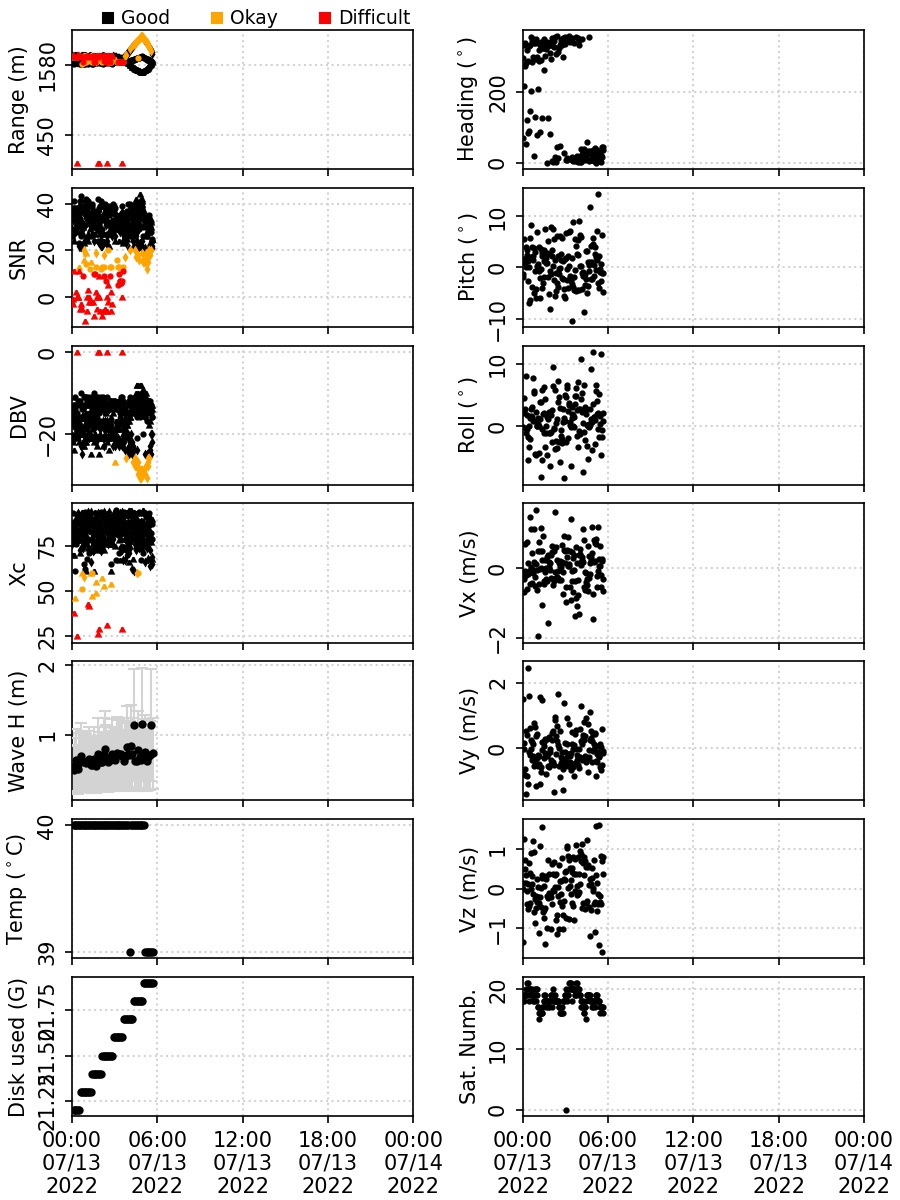 Good Okay Difficult
Range (m)
1580
450
Heading (°)
200
0
SNR
40
20
0
Pitch (°)
10
0
−10
DBV
0
−20
Roll (°)
10
0
Xc
75
50
25
Vx (m/s)
0
−2
Wave H (m)
2
1
Vy (m/s)
2
0
Temp (°C)
40
39
Vz (m/s)
1
0
−1
Disk used (G)
21.75
21.50
21.25
Sat. Numb.
20
10
0
00:00 06:00 12:00 18:00 00:00
07/13 07/13 07/13 07/13 07/14
2022 2022 2022 2022 2022
00:00 06:00 12:00 18:00 00:00
07/13 07/13 07/13 07/13 07/14
2022 2022 2022 2022 2022